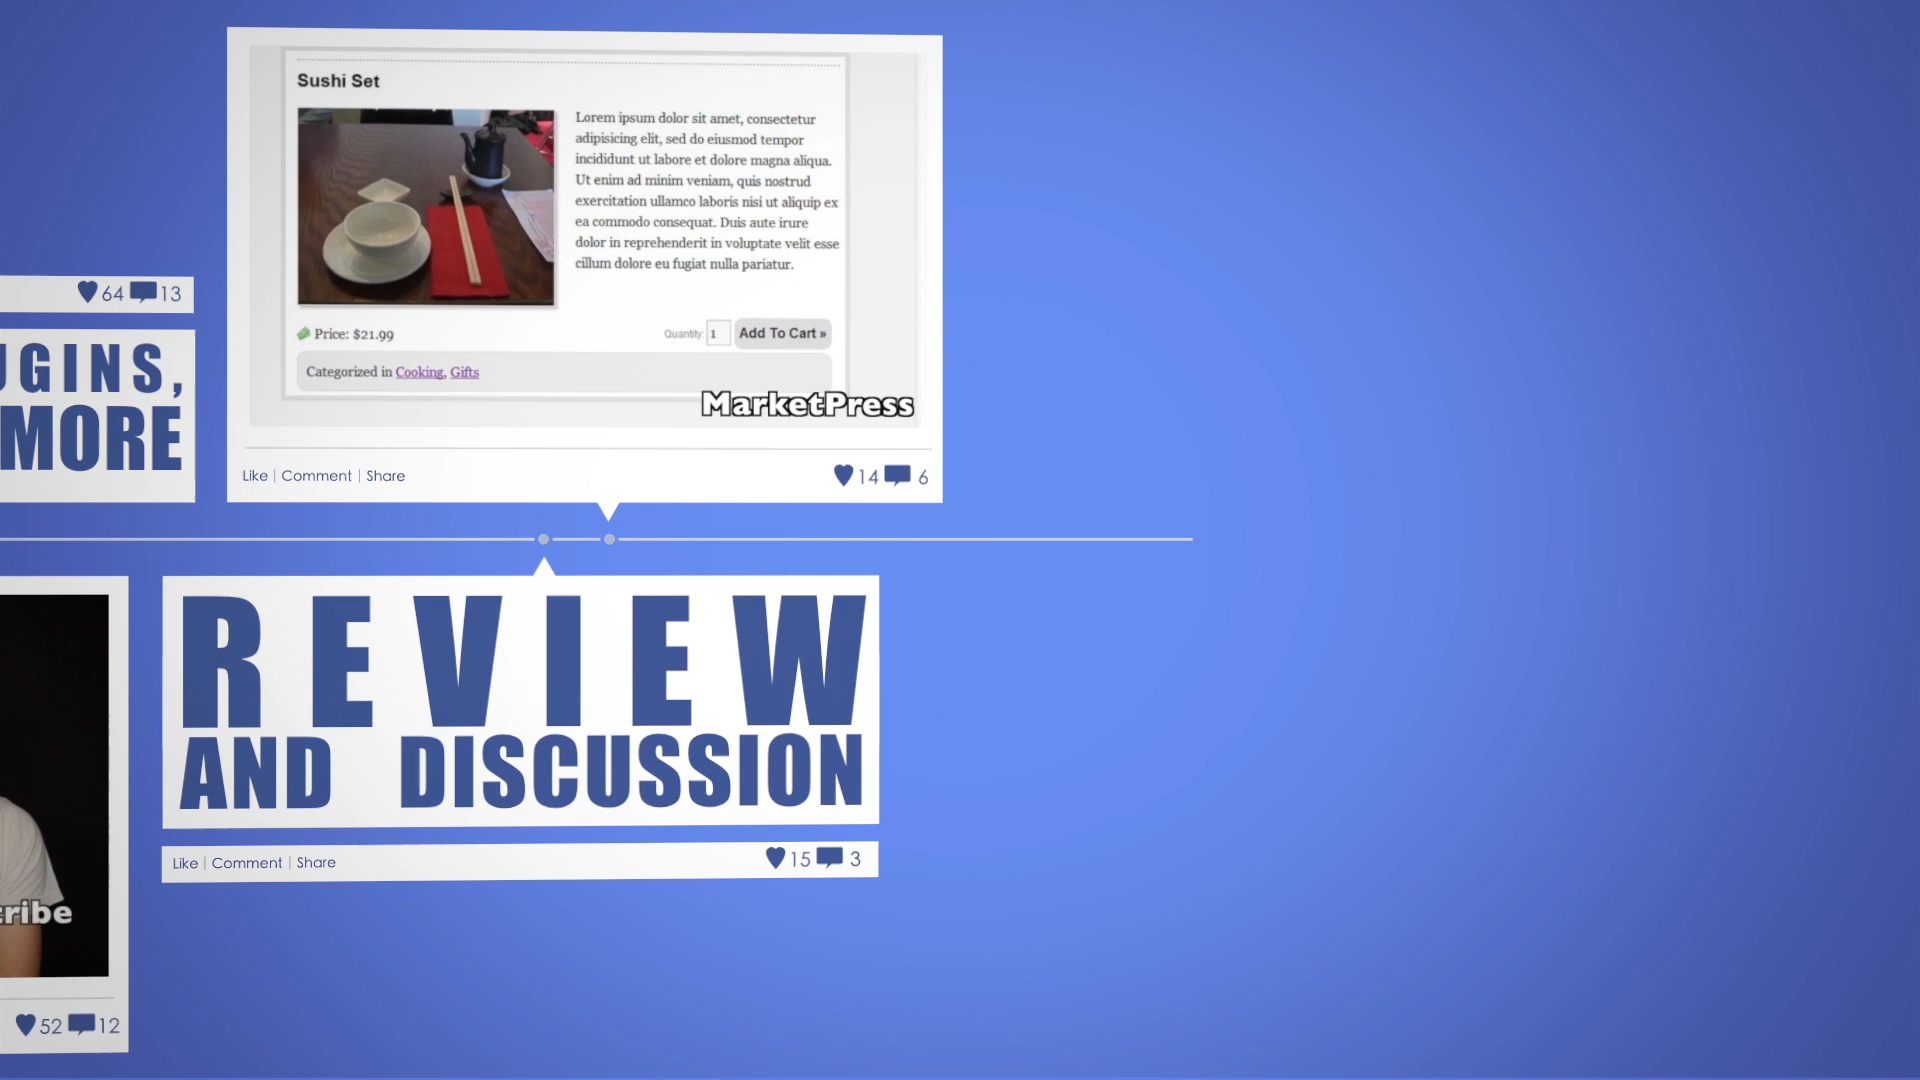 64 13
UGINS,
MORE
Sushi Set
Lorem ipsum dolor sit amet, consectetur
adipisicing elit, sed do eiusmod tempor
incididunt ut labore et dolore magna aliqua.
Ut enim ad minim veniam, quis nostrud
exercitation ullamco laboris nisi ut aliquip ex
ea commodo consequat. Duis aute irure
dolor in reprehenderit in voluptate velit esse
cillum dolore eu fugiat nulla pariatur.
Price: $21.99
Quantity: 1 Add To Cart »
Categorized in Cooking, Gifts
MarketPress
Like | Comment | Share
14 6
REVIEW
AND DISCUSSION
Like | Comment | Share
15 3
cribe
52 12